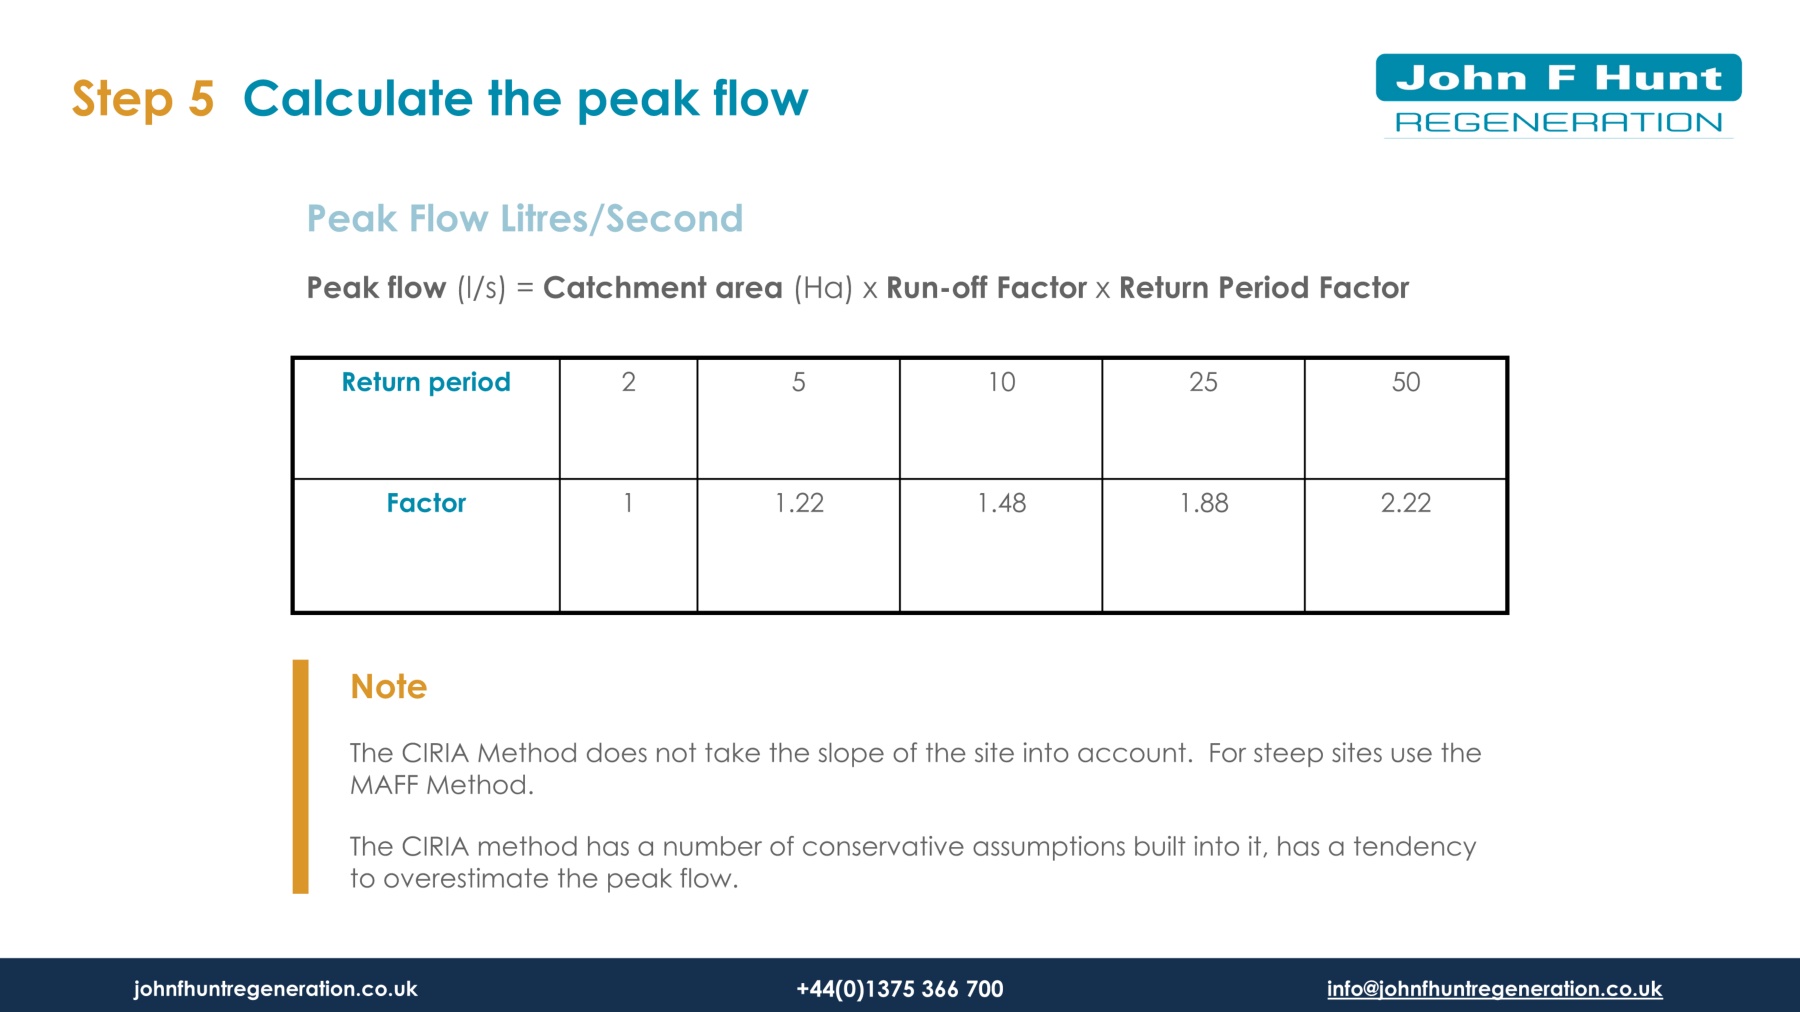 Step 5 Calculate the peak flow
John F Hunt
REGENERATION
Peak Flow Litres/Second
Peak flow (l/s) = Catchment area (Ha) x Run-off Factor x Return Period Factor
Return period 2 5 10 25 50
Factor 1 1.22 1.48 1.88 2.22
Note
The CIRIA Method does not take the slope of the site into account. For steep sites use the
MAFF Method.
The CIRIA method has a number of conservative assumptions built into it, has a tendency
to overestimate the peak flow.
johnfhuntregeneration.co.uk +44(0)1375 366 700 info@johnfhuntregeneration.co.uk